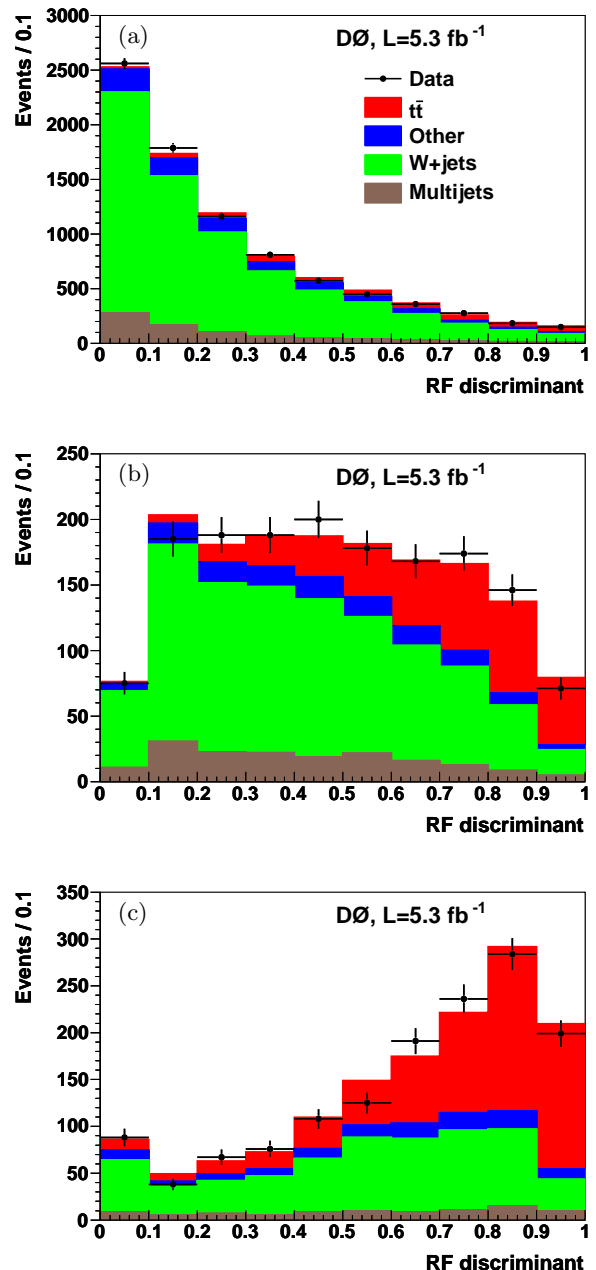 3000
(a)
DØ, L=5.3 fb-1
Events / 0.1
Data
tt̄
Other
W+jets
Multijets
2500
2000
1500
1000
500
0
0 0.1 0.2 0.3 0.4 0.5 0.6 0.7 0.8 0.9 1
RF discriminant
250
(b)
DØ, L=5.3 fb-1
Events / 0.1
200
150
100
50
0
0 0.1 0.2 0.3 0.4 0.5 0.6 0.7 0.8 0.9 1
RF discriminant
350
(c)
DØ, L=5.3 fb-1
Events / 0.1
300
250
200
150
100
50
0
0 0.1 0.2 0.3 0.4 0.5 0.6 0.7 0.8 0.9 1
RF discriminant